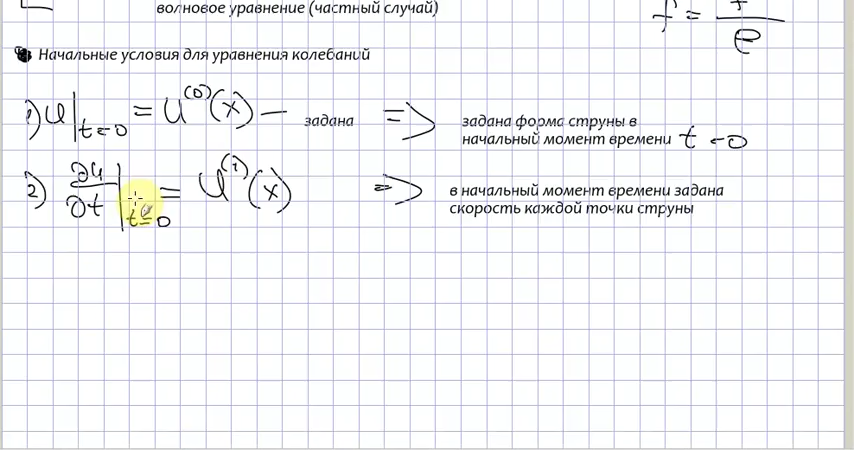 волновое уравнение (частный случай)
f = f/ρ
Начальные условия для уравнения колебаний
1) u|t=0 = u⁽⁰⁾(x) — задана => задана форма струны в
начальный момент времени t=0
2) ∂u/∂t|t=0 = u⁽¹⁾(x) => в начальный момент времени задана
скорость каждой точки струны